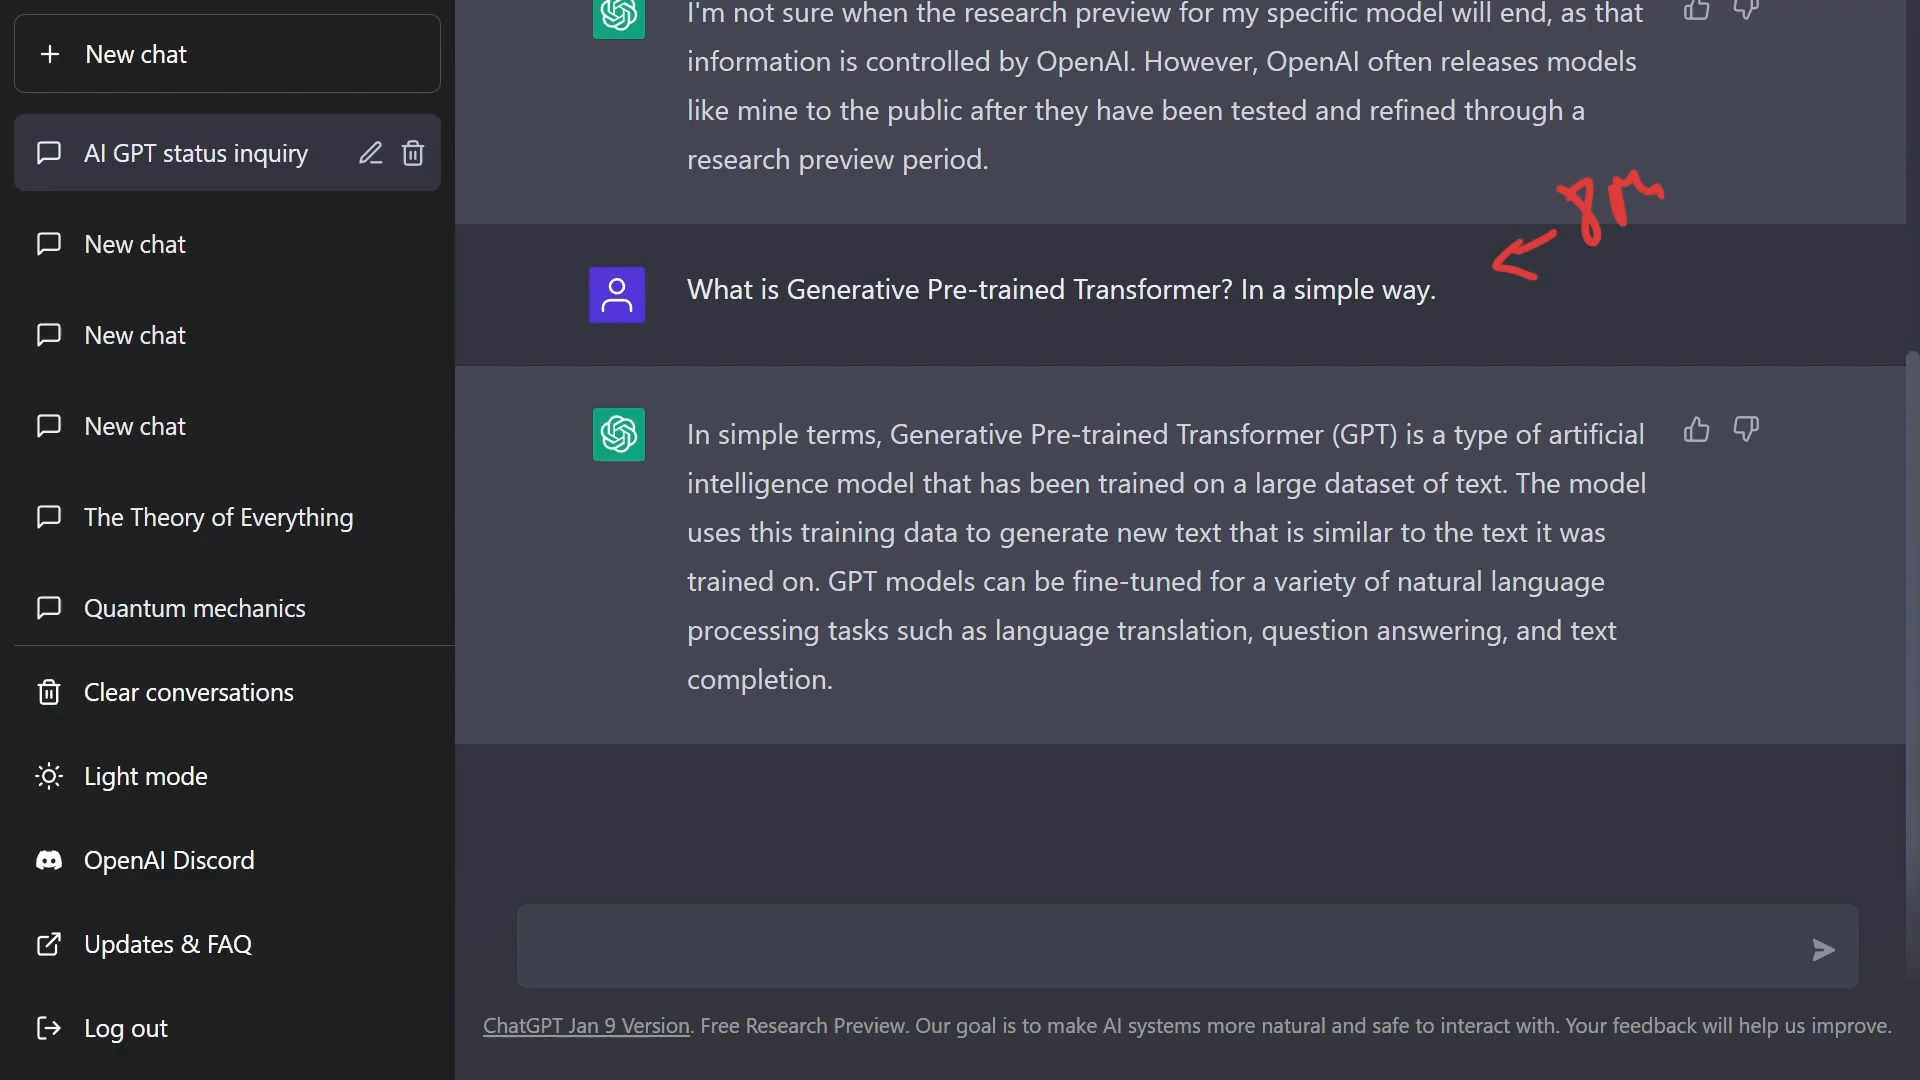 New chat
AI GPT status inquiry
New chat
New chat
New chat
The Theory of Everything
Quantum mechanics
Clear conversations
Light mode
OpenAI Discord
Updates & FAQ
Log out
I'm not sure when the research preview for my specific model will end, as that
information is controlled by OpenAI. However, OpenAI often releases models
like mine to the public after they have been tested and refined through a
research preview period.
What is Generative Pre-trained Transformer? In a simple way.
In simple terms, Generative Pre-trained Transformer (GPT) is a type of artificial
intelligence model that has been trained on a large dataset of text. The model
uses this training data to generate new text that is similar to the text it was
trained on. GPT models can be fine-tuned for a variety of natural language
processing tasks such as language translation, question answering, and text
completion.
ChatGPT Jan 9 Version. Free Research Preview. Our goal is to make AI systems more natural and safe to interact with. Your feedback will help us improve.